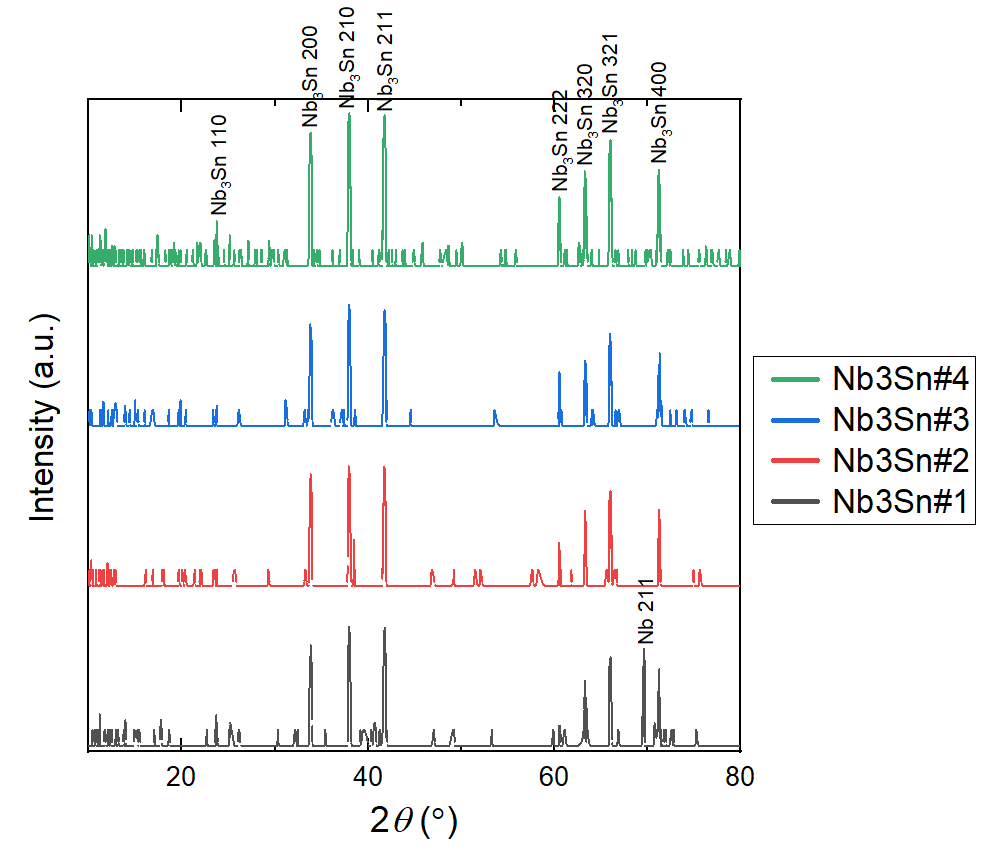 Nb₃Sn 110
Nb₃Sn 200
Nb₃Sn 210
Nb₃Sn 211
Nb₃Sn 222
Nb₃Sn 320
Nb₃Sn 321
Nb₃Sn 400
Nb 211
Intensity (a.u.)
20
40
60
80
2θ (°)
Nb3Sn#4
Nb3Sn#3
Nb3Sn#2
Nb3Sn#1